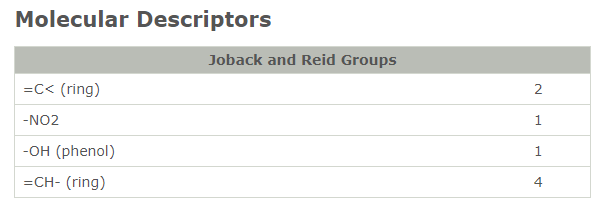 Molecular Descriptors
Joback and Reid Groups
=C< (ring) 2
-NO2 1
-OH (phenol) 1
=CH- (ring) 4